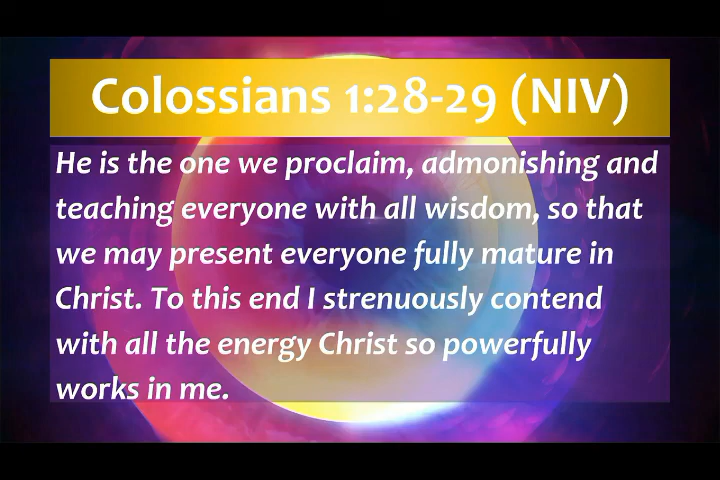 Colossians 1:28-29 (NIV)
He is the one we proclaim, admonishing and
teaching everyone with all wisdom, so that
we may present everyone fully mature in
Christ. To this end I strenuously contend
with all the energy Christ so powerfully
works in me.